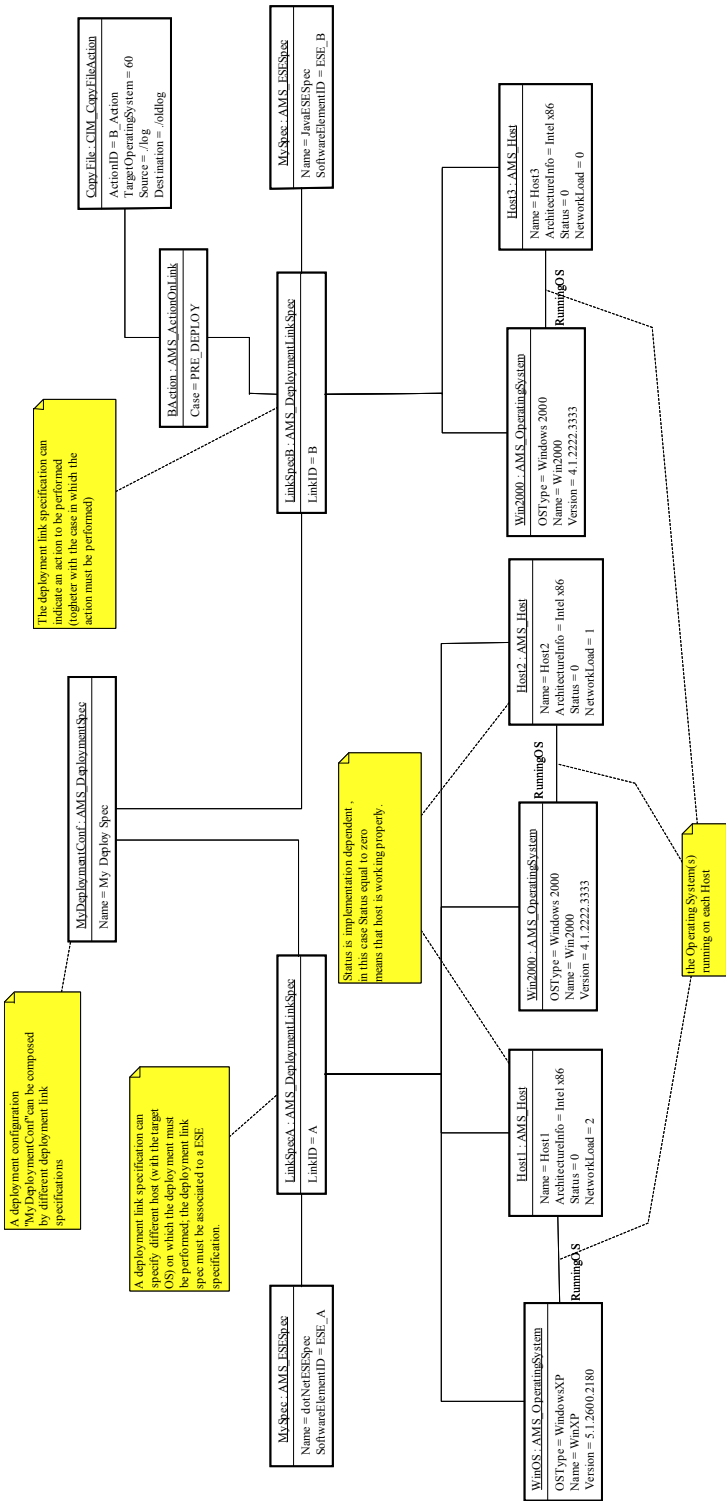 A deployment configuration
"MyDeploymentConf"can be composed
by different deployment link
specifications
MyDeploymentConf : AMS_DeploymentSpec
Name = My Deploy Spec
The deployment link specification can
indicate an action to be performed
(togheter with the case in which the
action must be performed)
CopyFile : CIM_CopyFileAction
ActionID = B_Action
TargetOperatingSystem = 60
Source = ./log
Destination = ./oldlog
BAction : AMS_ActionOnLink
Case = PRE_DEPLOY
A deployment link specification can
specify different host (with the target
OS) on which the deployment must
be performed; the deployment link
spec must be associated to a ESE
specification.
MySpec : AMS_ESESpec
Name = dotNetESESpec
SoftwareElementID = ESE_A
LinkSpecA : AMS_DeploymentLinkSpec
LinkID = A
LinkSpecB : AMS_DeploymentLinkSpec
LinkID = B
MySpec : AMS_ESESpec
Name = JavaESESpec
SoftwareElementID = ESE_B
Status is implementation dependent ,
in this case Status equal to zero
means that host is working properly.
WinOS : AMS_OperatingSystem
OSType = WindowsXP
Name = WinXP
Version = 5.1.2600.2180
RunningOS
Host1 : AMS_Host
Name = Host1
ArchitectureInfo = Intel x86
Status = 0
NetworkLoad = 2
Win2000 : AMS_OperatingSystem
OSType = Windows 2000
Name = Win2000
Version = 4.1.2222.3333
RunningOS
Host2 : AMS_Host
Name = Host2
ArchitectureInfo = Intel x86
Status = 0
NetworkLoad = 1
Win2000 : AMS_OperatingSystem
OSType = Windows 2000
Name = Win2000
Version = 4.1.2222.3333
RunningOS
Host3 : AMS_Host
Name = Host3
ArchitectureInfo = Intel x86
Status = 0
NetworkLoad = 0
the Operating System(s)
running on each Host